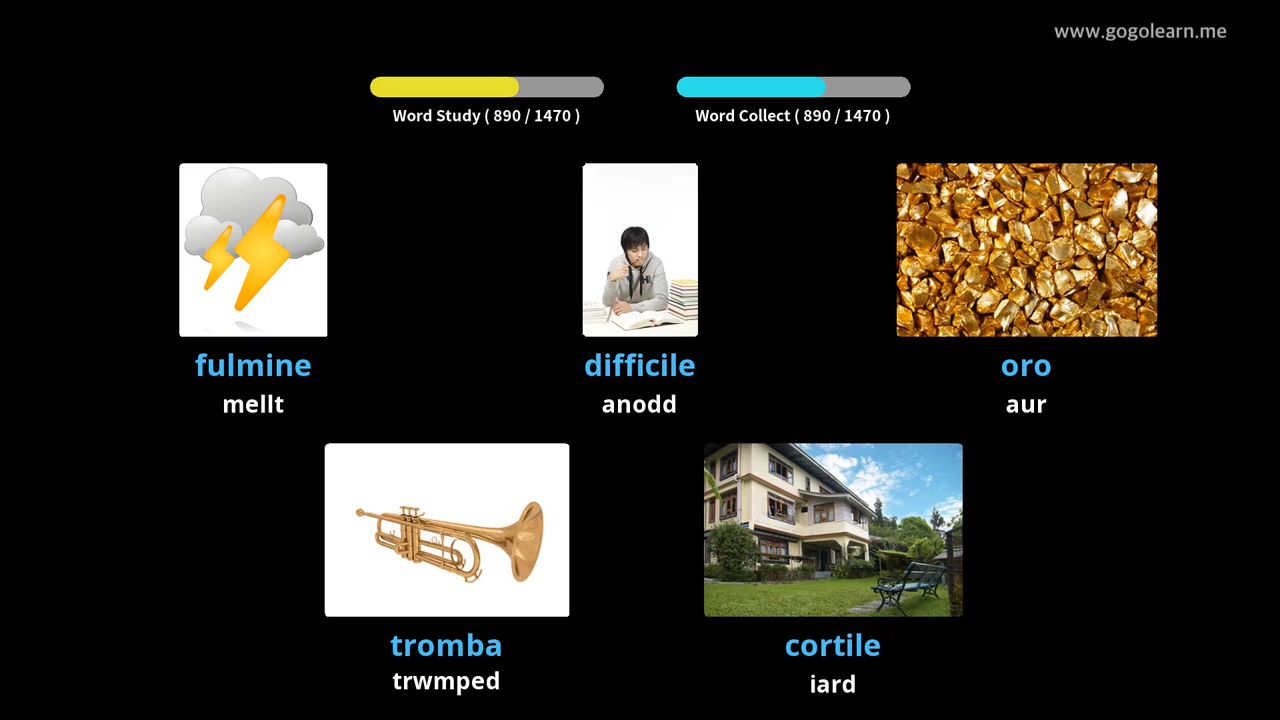 www.gogolearn.me
Word Study ( 890 / 1470 )
Word Collect ( 890 / 1470 )
fulmine
mellt
difficile
anodd
oro
aur
tromba
trwmped
cortile
iard